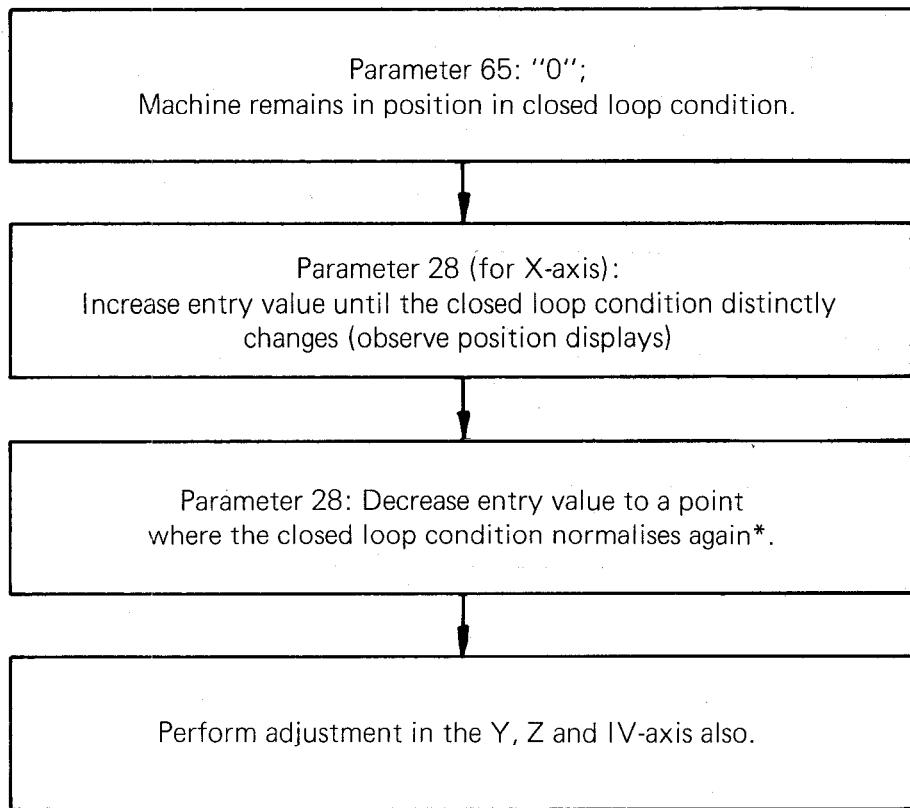 Parameter 65: "0";
Machine remains in position in closed loop condition.
Parameter 28 (for X-axis):
Increase entry value until the closed loop condition distinctly
changes (observe position displays)
Parameter 28: Decrease entry value to a point
where the closed loop condition normalises again*.
Perform adjustment in the Y, Z and IV-axis also.